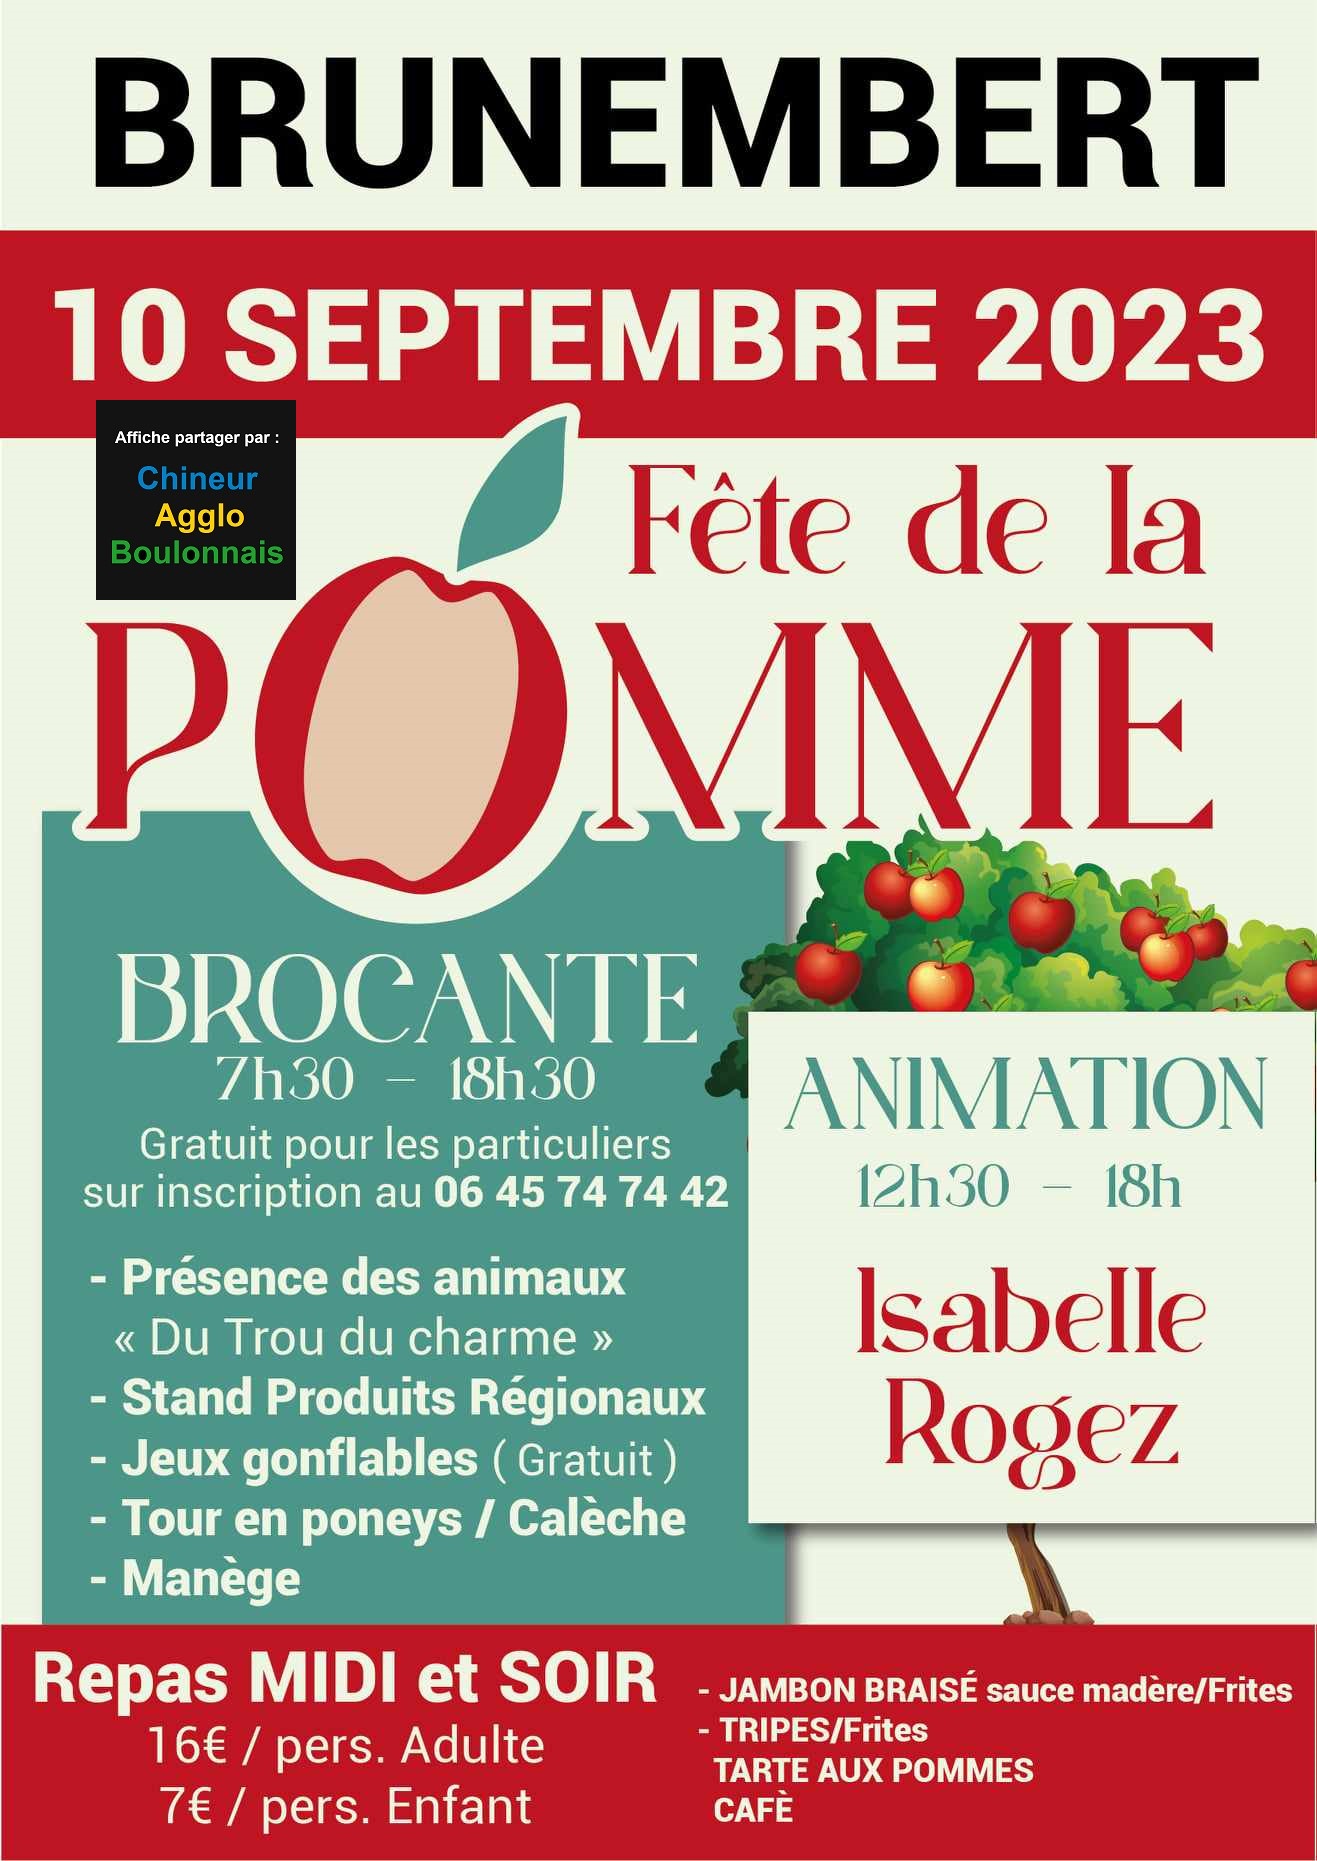 BRUNEMBERT
10 SEPTEMBRE 2023
Affiche partager par :
Chineur
Agglo
Boulonnais
Fête de la
POMME
BROCANTE
7h30 – 18h30
Gratuit pour les particuliers
sur inscription au 06 45 74 74 42
- Présence des animaux
« Du Trou du charme »
- Stand Produits Régionaux
- Jeux gonflables ( Gratuit )
- Tour en poneys / Calèche
- Manège
ANIMATION
12h30 – 18h
Isabelle
Rogez
Repas MIDI et SOIR
16€ / pers. Adulte
7€ / pers. Enfant
- JAMBON BRAISÉ sauce madère/Frites
- TRIPES/Frites
TARTE AUX POMMES
CAFÈ